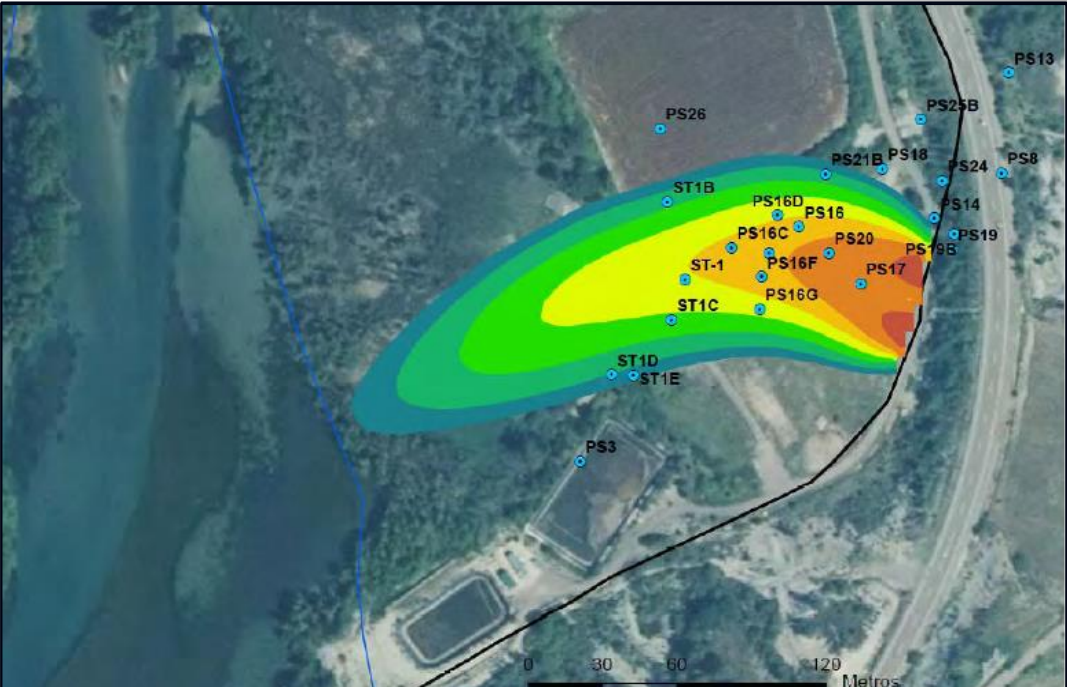 PS13
PS25B
PS26
PS21B
PS18
PS24
PS8
ST1B
PS16D
PS16
PS14
PS19
PS16C
PS20
PS19B
ST-1
PS16F
PS17
PS16G
ST1C
ST1D
ST1E
PS3
0 30 60 120
Metros